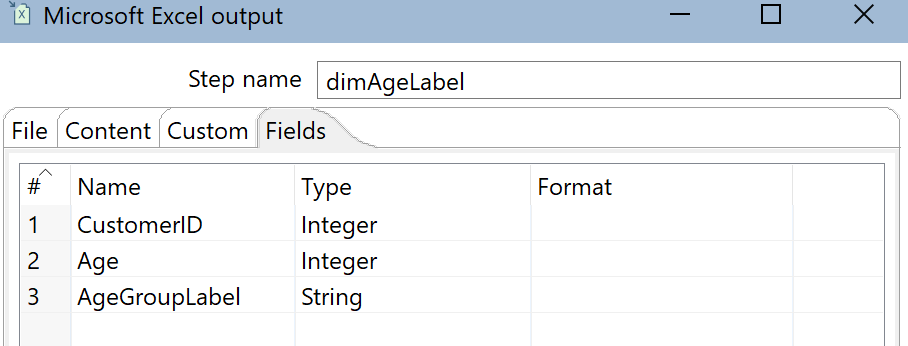 Microsoft Excel output
Step name dimAgeLabel
File Content Custom Fields
# Name Type Format
1 CustomerID Integer
2 Age Integer
3 AgeGroupLabel String